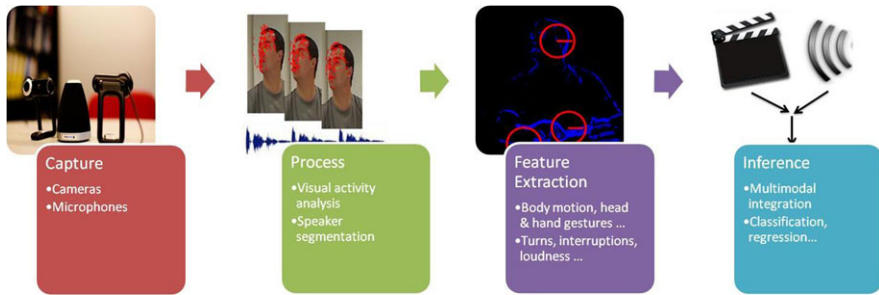 Capture
•Cameras
•Microphones
Process
•Visual activity
analysis
•Speaker
segmentation
Feature
Extraction
•Body motion, head
& hand gestures ...
•Turns, interruptions,
loudness ...
Inference
•Multimodal
integration
•Classification,
regression...